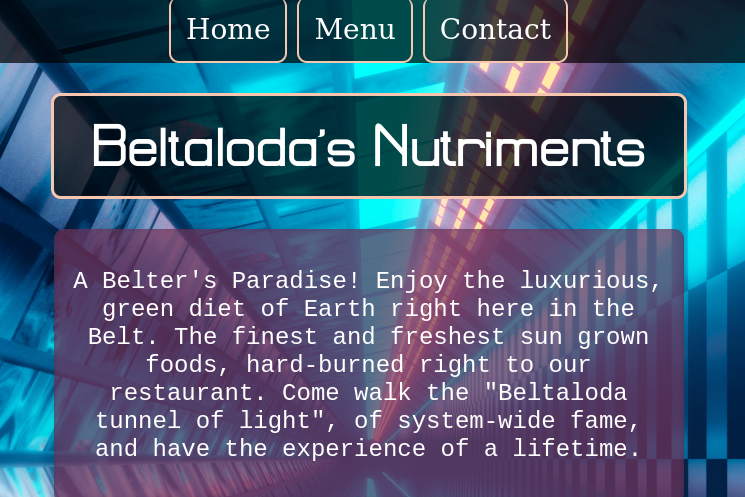 Home Menu Contact
Beltaloda's Nutriments
A Belter's Paradise! Enjoy the luxurious,
green diet of Earth right here in the
Belt. The finest and freshest sun grown
foods, hard-burned right to our
restaurant. Come walk the "Beltaloda
tunnel of light", of system-wide fame,
and have the experience of a lifetime.